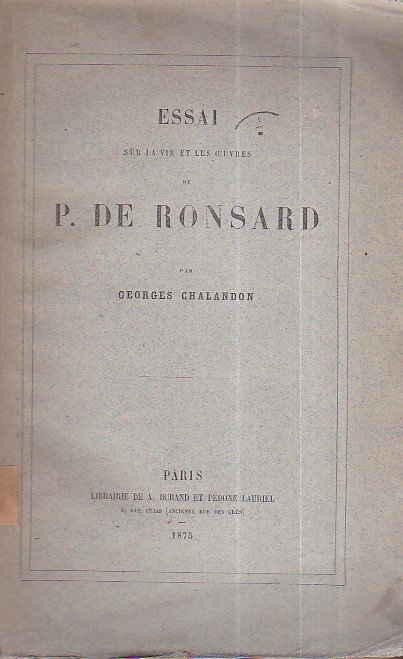 ESSAI
SUR LA VIE ET LES ŒUVRES
DE
P. DE RONSARD
PAR
GEORGES CHALANDON
PARIS
LIBRAIRIE DE A. DURAND ET PEDONE LAURIEL
9, RUE CUJAS (ANCIENNE RUE DES GRÈS)
1875